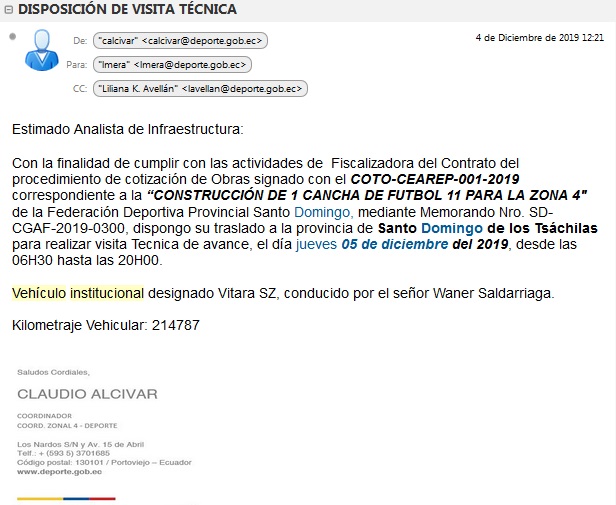 DISPOSICIÓN DE VISITA TÉCNICA
De: "calcivar" <calcivar@deporte.gob.ec>
4 de Diciembre de 2019 12:21
Para: "lmera" <lmera@deporte.gob.ec>
CC: "Liliana K. Avellán" <lavellan@deporte.gob.ec>
Estimado Analista de Infraestructura:
Con la finalidad de cumplir con las actividades de Fiscalizadora del Contrato del
procedimiento de cotización de Obras signado con el COTO-CEAREP-001-2019
correspondiente a la “CONSTRUCCIÓN DE 1 CANCHA DE FUTBOL 11 PARA LA ZONA 4"
de la Federación Deportiva Provincial Santo Domingo, mediante Memorando Nro. SD-
CGAF-2019-0300, dispongo su traslado a la provincia de Santo Domingo de los Tsáchilas
para realizar visita Tecnica de avance, el día jueves 05 de diciembre del 2019, desde las
06H30 hasta las 20H00.
Vehículo institucional designado Vitara SZ, conducido por el señor Waner Saldarriaga.
Kilometraje Vehicular: 214787
Saludos Cordiales,
CLAUDIO ALCIVAR
COORDINADOR
COORD. ZONAL 4 - DEPORTE
Los Nardos S/N y Av. 15 de Abril
Telf.: + (593 5) 3701685
Código postal: 130101 / Portoviejo – Ecuador
www.deporte.gob.ec